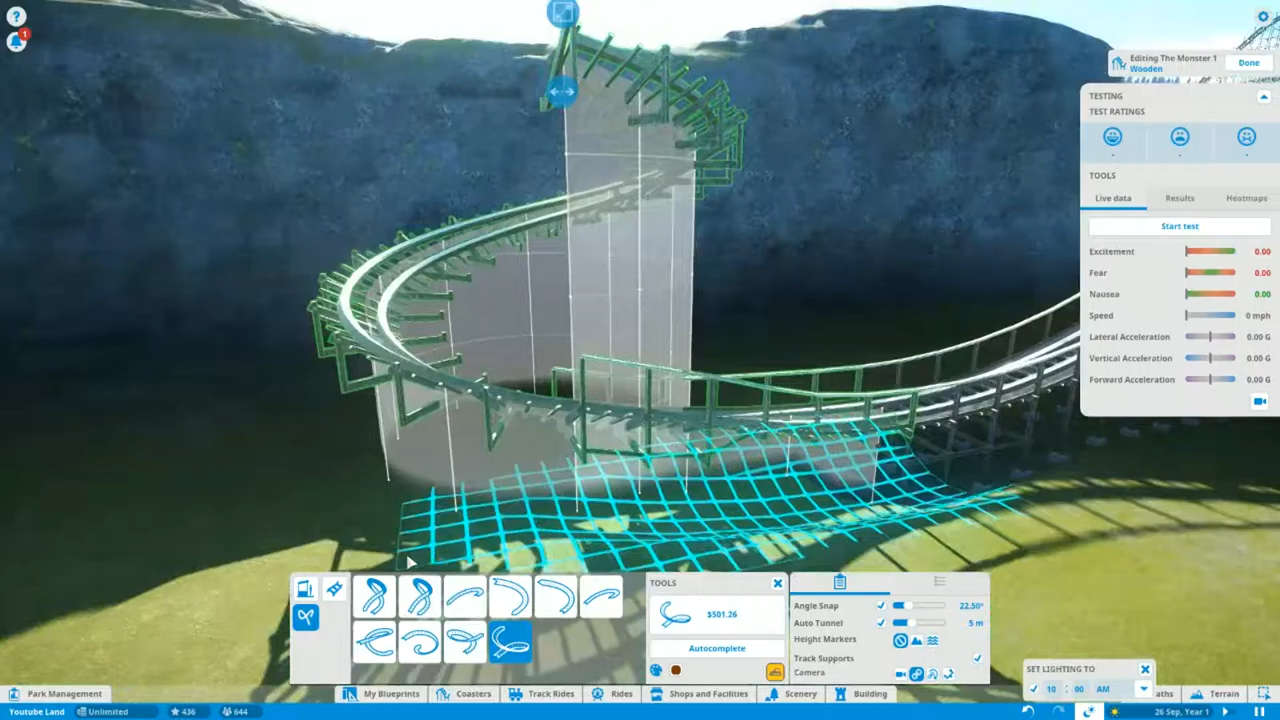 ?
1
Editing The Monster 1
Wooden
Done
TESTING
TEST RATINGS
- - -
TOOLS
Live data Results Heatmaps
Start test
Excitement 0.00
Fear 0.00
Nausea 0.00
Speed 0 mph
Lateral Acceleration 0.00 G
Vertical Acceleration 0.00 G
Forward Acceleration 0.00 G
TOOLS
$501.26
Autocomplete
Angle Snap 22.50°
Auto Tunnel 5 m
Height Markers
Track Supports
Camera
SET LIGHTING TO
10 : 00 AM
Park Management
My Blueprints
Coasters
Track Rides
Rides
Shops and Facilities
Scenery
Building
aths
Terrain
Youtube Land Unlimited 436 644
26 Sep, Year 1